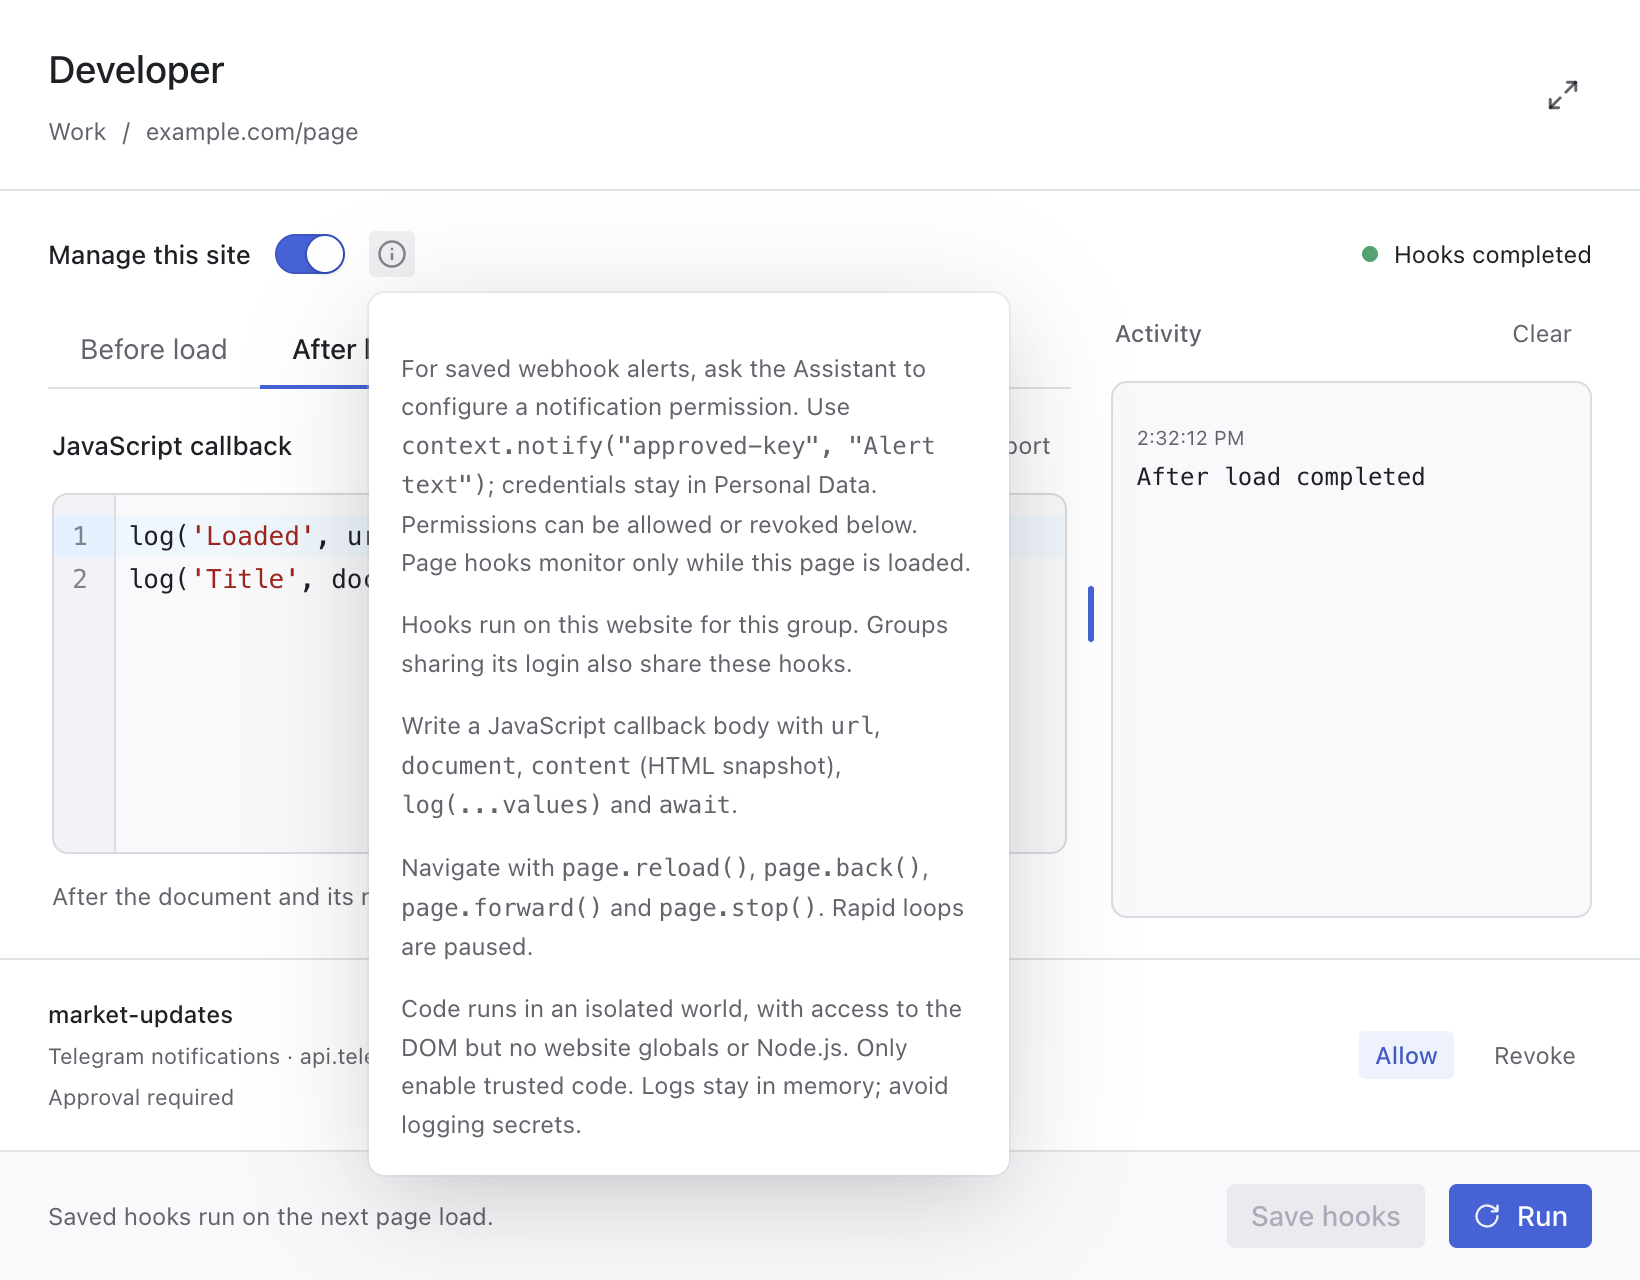 Developer
Work / example.com/page
Manage this site
Hooks completed
Before load
After l
JavaScript callback
port
1 log('Loaded', ur
2 log('Title', doc
After the document and its r
For saved webhook alerts, ask the Assistant to
configure a notification permission. Use
context.notify("approved-key", "Alert
text"); credentials stay in Personal Data.
Permissions can be allowed or revoked below.
Page hooks monitor only while this page is loaded.
Hooks run on this website for this group. Groups
sharing its login also share these hooks.
Write a JavaScript callback body with url,
document, content (HTML snapshot),
log(...values) and await.
Navigate with page.reload(), page.back(),
page.forward() and page.stop(). Rapid loops
are paused.
Code runs in an isolated world, with access to the
DOM but no website globals or Node.js. Only
enable trusted code. Logs stay in memory; avoid
logging secrets.
Activity
Clear
2:32:12 PM
After load completed
market-updates
Telegram notifications · api.tele
Approval required
Allow
Revoke
Saved hooks run on the next page load.
Save hooks
Run